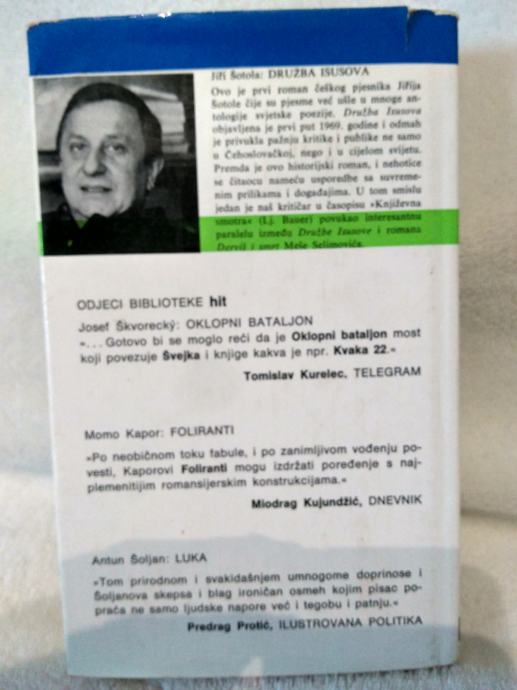 Jiří Šotola: DRUŽBA ISUSOVA
Ovo je prvi roman češkog pjesnika Jiřija
Šotole čije su pjesme već ušle u mnoge an-
tologije svjetske poezije. Družba Isusova
objavljena je prvi put 1969. godine i odmah
je privukla pažnju kritike i publike ne samo
u Čehoslovačkoj, nego i u cijelom svijetu.
Premda je ovo historijski roman, i nehotice
se čitaocu nameću usporedbe sa suvreme-
nim prilikama i događajima. U tom smislu
jedan je naš kritičar u časopisu »Književna
smotra« (Lj. Bauer) povukao interesantnu
paralelu između Družbe Isusove i romana
Derviš i smrt Meše Selimovića.
ODJECI BIBLIOTEKE hit
Josef Škvorecký: OKLOPNI BATALJON
»... Gotovo bi se moglo reći da je Oklopni bataljon most
koji povezuje Švejka i knjige kakva je npr. Kvaka 22.«
Tomislav Kurelec, TELEGRAM
Momo Kapor: FOLIRANTI
»Po neobičnom toku fabule, i po zanimljivom vođenju po-
vesti, Kaporovi Foliranti mogu izdržati poređenje s naj-
plemenitijim romansijerskim konstrukcijama.«
Miodrag Kujundžić, DNEVNIK
Antun Šoljan: LUKA
»Tom prirodnom i svakidašnjem umnogome doprinose i
Šoljanova skepsa i blag ironičan osmeh kojim pisac po-
praća ne samo ljudske napore već i tegobu i patnju.«
Predrag Protić, ILUSTROVANA POLITIKA